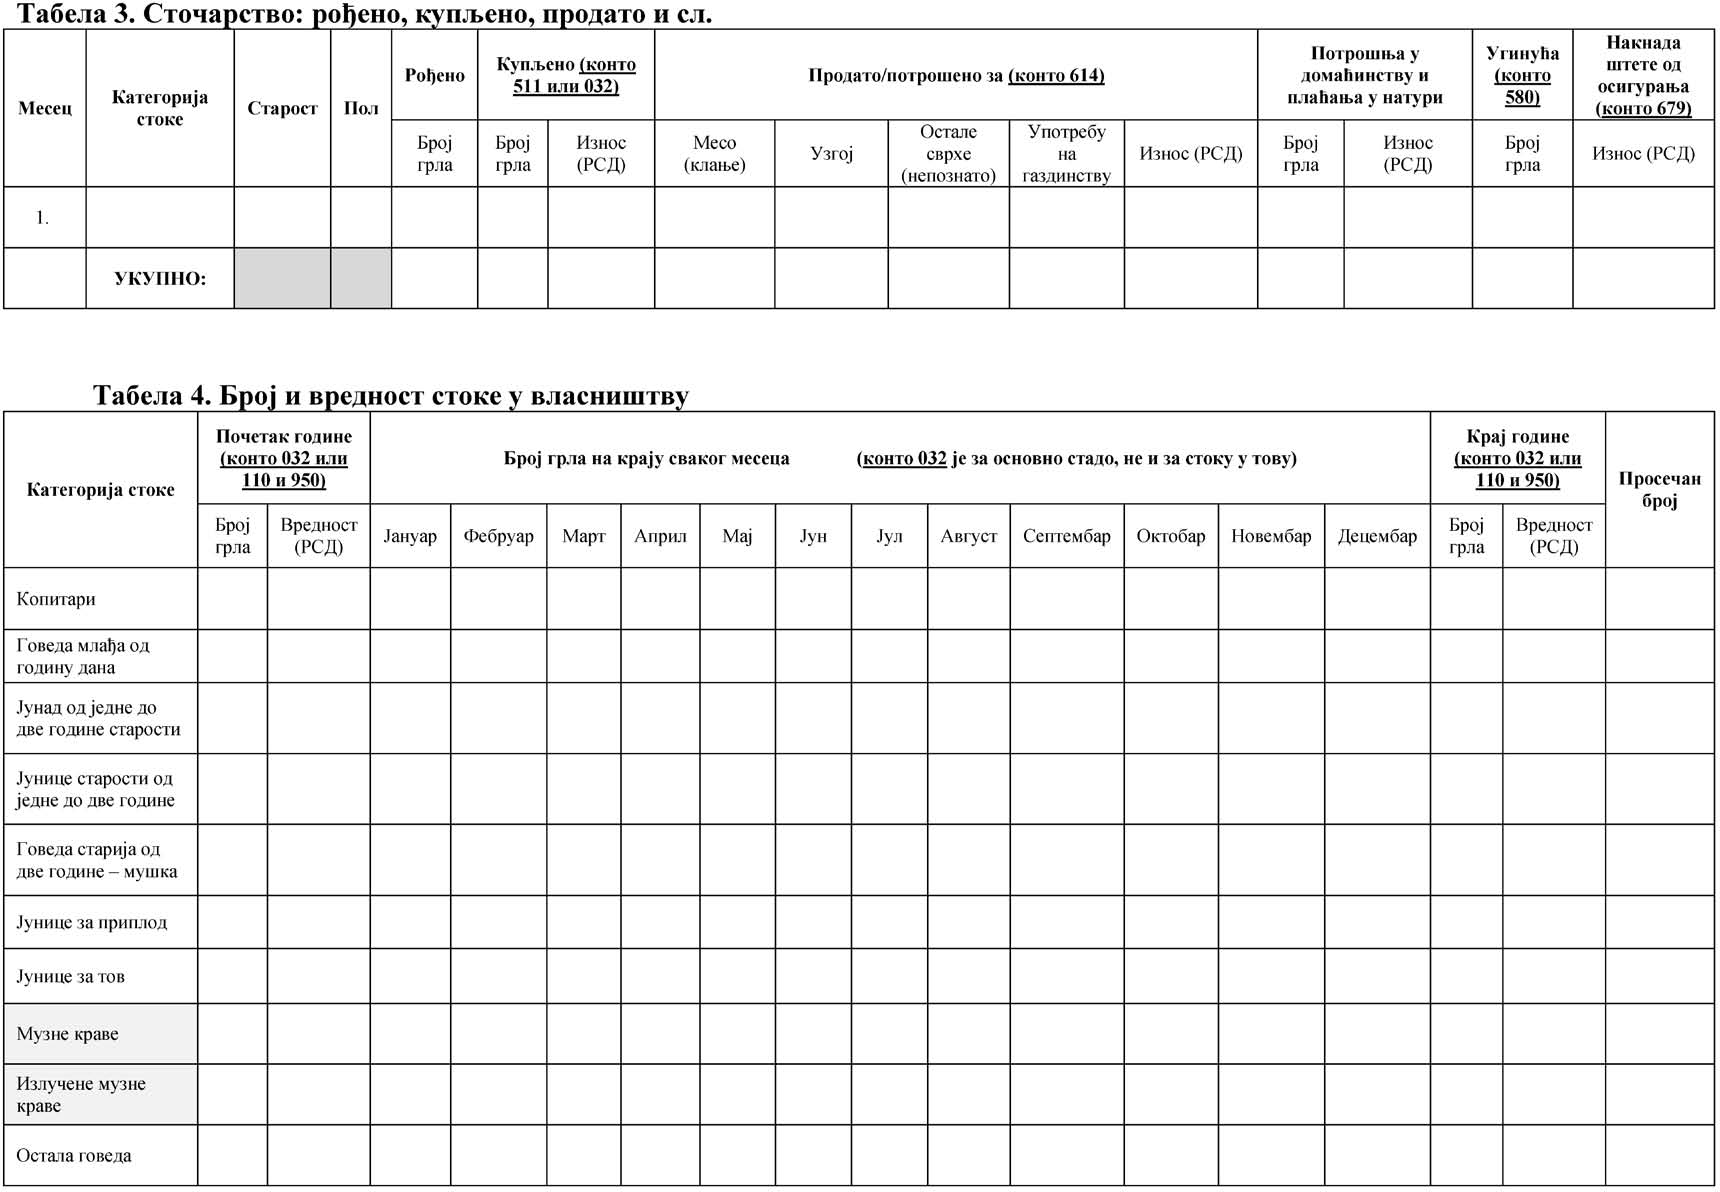 Табела 3. Сточарство: рођено, купљено, продато и сл.
Месец
Категорија
стоке
Старост
Пол
Рођено
Купљено (конто
511 или 032)
Продато/потрошено за (конто 614)
Потрошња у
домаћинству и
плаћања у натури
Угинућа
(конто
580)
Накнада
штете од
осигурања
(конто 679)
Број
грла
Број
грла
Износ
(РСД)
Месо
(клање)
Узгој
Остале
сврхе
(непознато)
Употребу
на
газдинству
Износ (РСД)
Број
грла
Износ
(РСД)
Број
грла
Износ (РСД)
1.
УКУПНО:
Табела 4. Број и вредност стоке у власништву
Категорија стоке
Почетак године
(конто 032 или
110 и 950)
Број грла на крају сваког месеца (конто 032 је за основно стадо, не и за стоку у тову)
Крај године
(конто 032 или
110 и 950)
Просечан
број
Број
грла
Вредност
(РСД)
Јануар
Фебруар
Март
Април
Мај
Јун
Јул
Август
Септембар
Октобар
Новембар
Децембар
Број
грла
Вредност
(РСД)
Копитари
Говеда млађа од
годину дана
Јунад од једне до
две године старости
Јунице старости од
једне до две године
Говеда старија од
две године – мушка
Јунице за приплод
Јунице за тов
Музне краве
Излучене музне
краве
Остала говеда